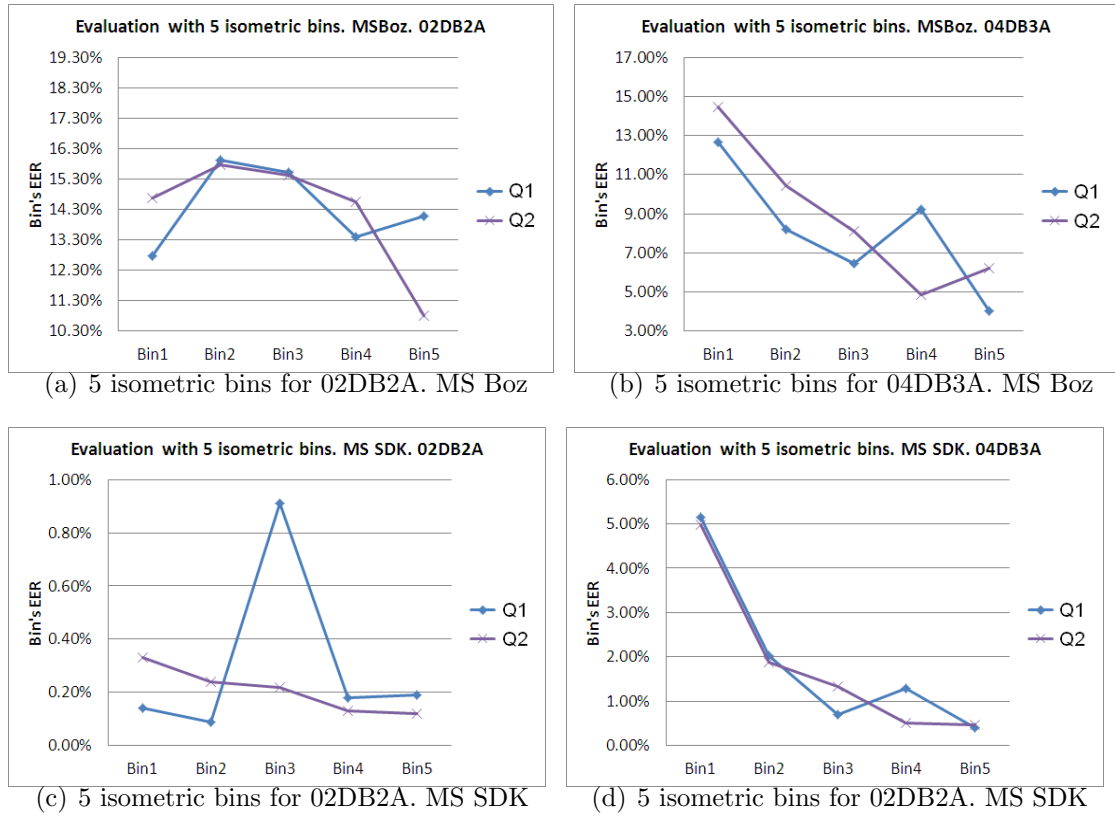 Evaluation with 5 isometric bins. MSBoz. 02DB2A
19.30%
18.30%
17.30%
16.30%
15.30%
14.30%
13.30%
12.30%
11.30%
10.30%
Bin's EER
Bin1 Bin2 Bin3 Bin4 Bin5
Q1
Q2
(a) 5 isometric bins for 02DB2A. MS Boz
Evaluation with 5 isometric bins. MSBoz. 04DB3A
17.00%
15.00%
13.00%
11.00%
9.00%
7.00%
5.00%
3.00%
Bin's EER
Bin1 Bin2 Bin3 Bin4 Bin5
Q1
Q2
(b) 5 isometric bins for 04DB3A. MS Boz
Evaluation with 5 isometric bins. MS SDK. 02DB2A
1.00%
0.80%
0.60%
0.40%
0.20%
0.00%
Bin's EER
Bin1 Bin2 Bin3 Bin4 Bin5
Q1
Q2
(c) 5 isometric bins for 02DB2A. MS SDK
Evaluation with 5 isometric bins. MS SDK. 04DB3A
6.00%
5.00%
4.00%
3.00%
2.00%
1.00%
0.00%
Bin's EER
Bin1 Bin2 Bin3 Bin4 Bin5
Q1
Q2
(d) 5 isometric bins for 02DB2A. MS SDK